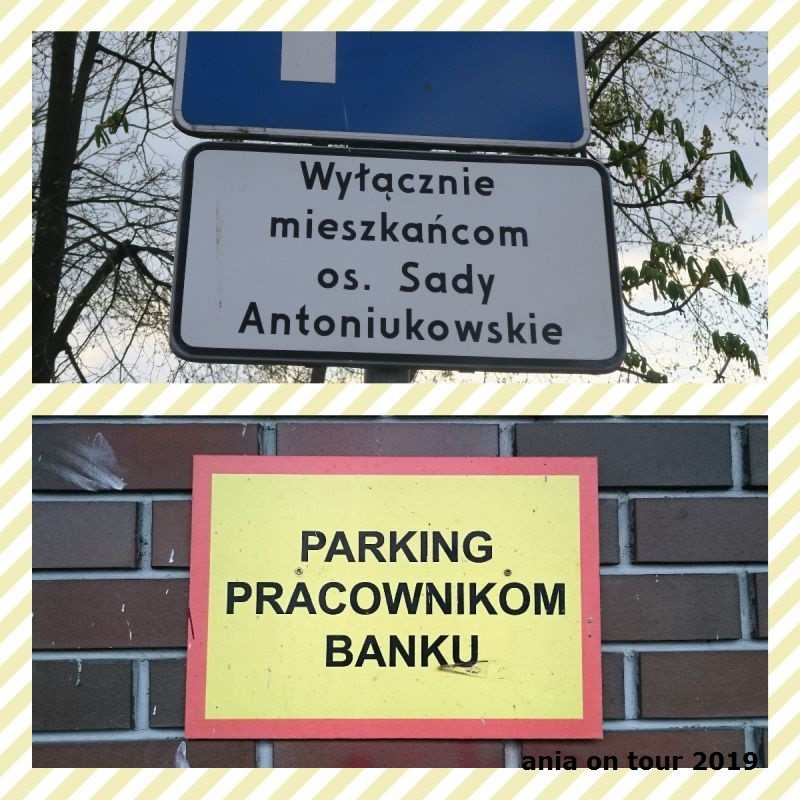 Wyłącznie
mieszkańcom
os. Sady
Antoniukowskie
PARKING
PRACOWNIKOM
BANKU
ania on tour 2019